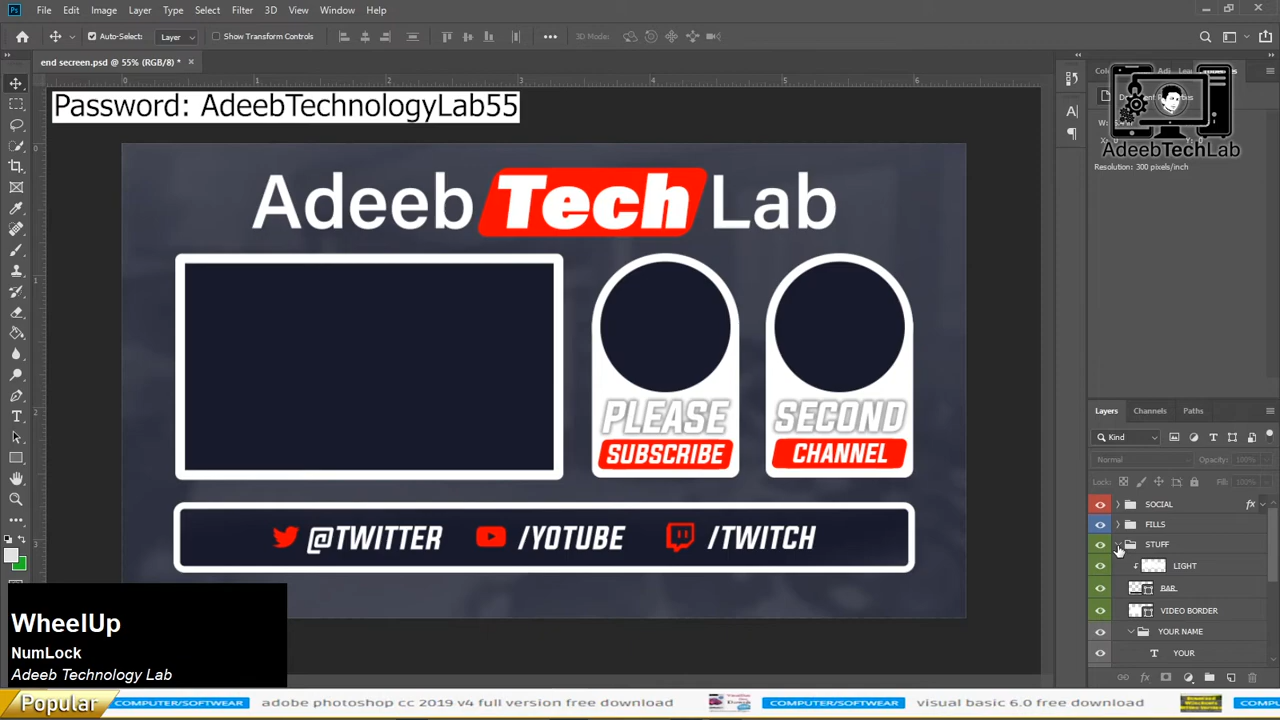 File Edit Image Layer Type Select Filter 3D View Window Help
Auto-Select: Layer Show Transform Controls 3D Mode:
end secreen.psd @ 55% (RGB/8) *
Password: AdeebTechnologyLab55
AdeebTechLab
Resolution: 300 pixels/inch
Adeeb Tech Lab
PLEASE
SUBSCRIBE
SECOND
CHANNEL
@TWITTER /YOTUBE /TWITCH
Layers Channels Paths
Kind
Normal Opacity: 100%
Lock: Fill: 100%
SOCIAL fx
FILLS
STUFF
LIGHT
BAR
VIDEO BORDER
YOUR NAME
T YOUR
WheelUp
NumLock
Adeeb Technology Lab
Popular COMPUTER/SOFTWEAR adobe photoshop cc 2019 v4 full version free download COMPUTER/SOFTWEAR visual basic 6.0 free download